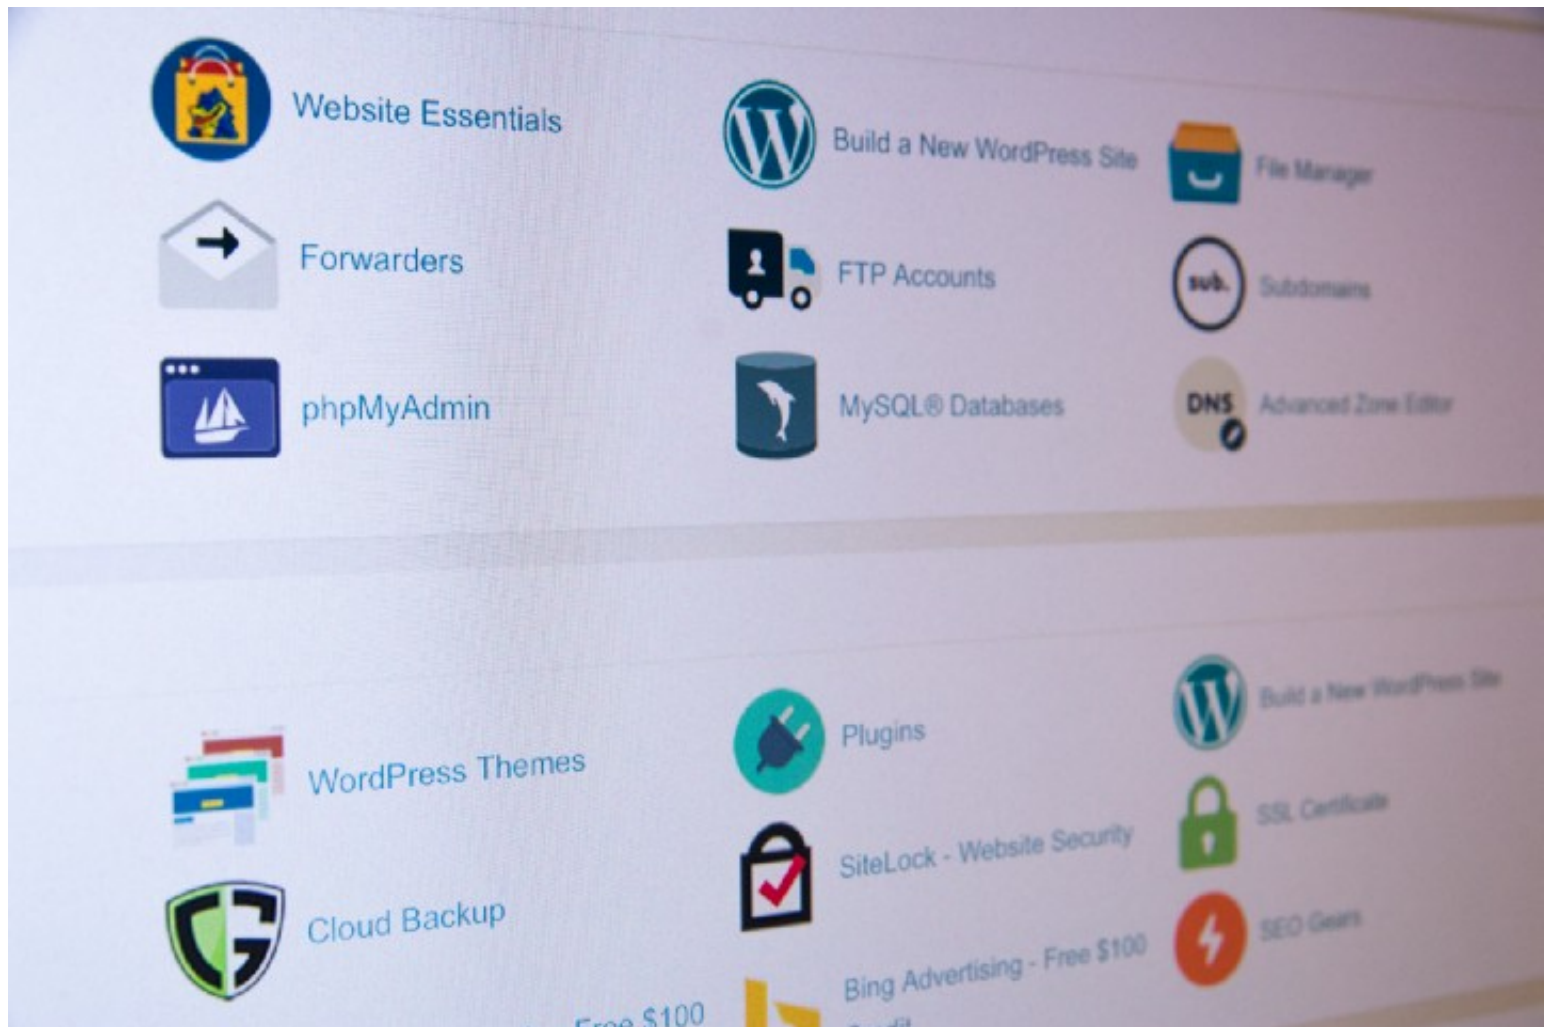 Website Essentials
Build a New WordPress Site
File Manager
Forwarders
FTP Accounts
sub.
Subdomains
phpMyAdmin
MySQL® Databases
DNS
Advanced Zone Editor
WordPress Themes
Plugins
Build a New WordPress Site
Cloud Backup
SiteLock - Website Security
SSL Certificate
Free $100
Bing Advertising - Free $100
SEO Gears